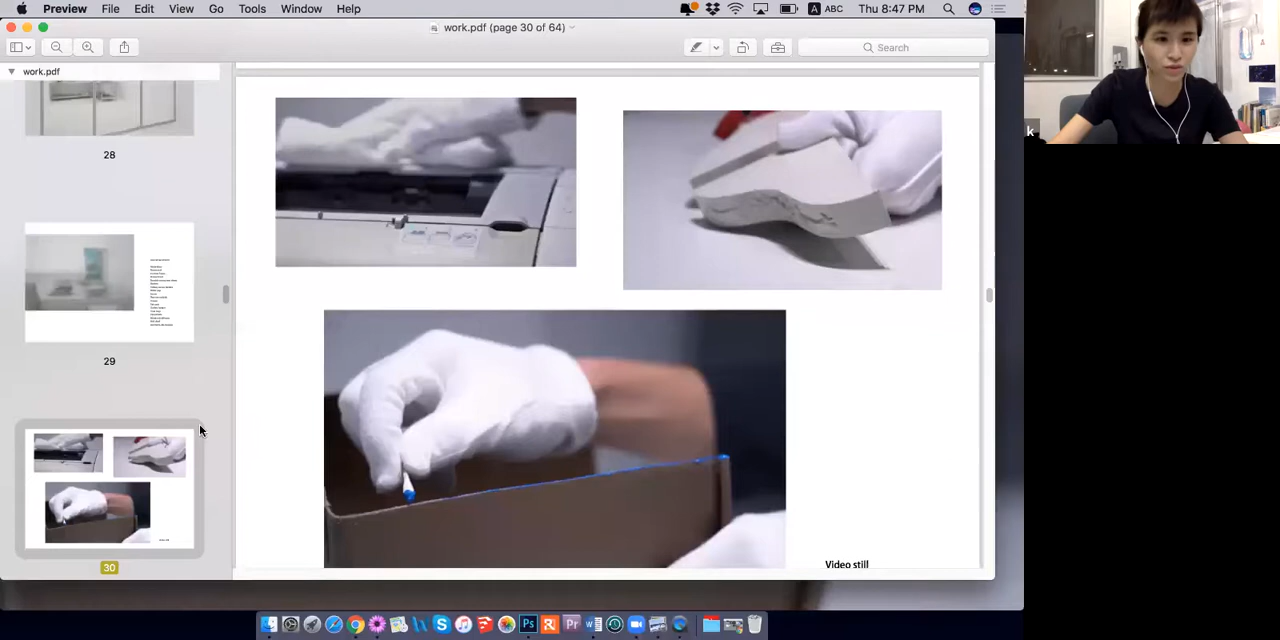 Preview File Edit View Go Tools Window Help A ABC Thu 8:47 PM
work.pdf (page 30 of 64)
Search
work.pdf
28
29
30
Video still
k